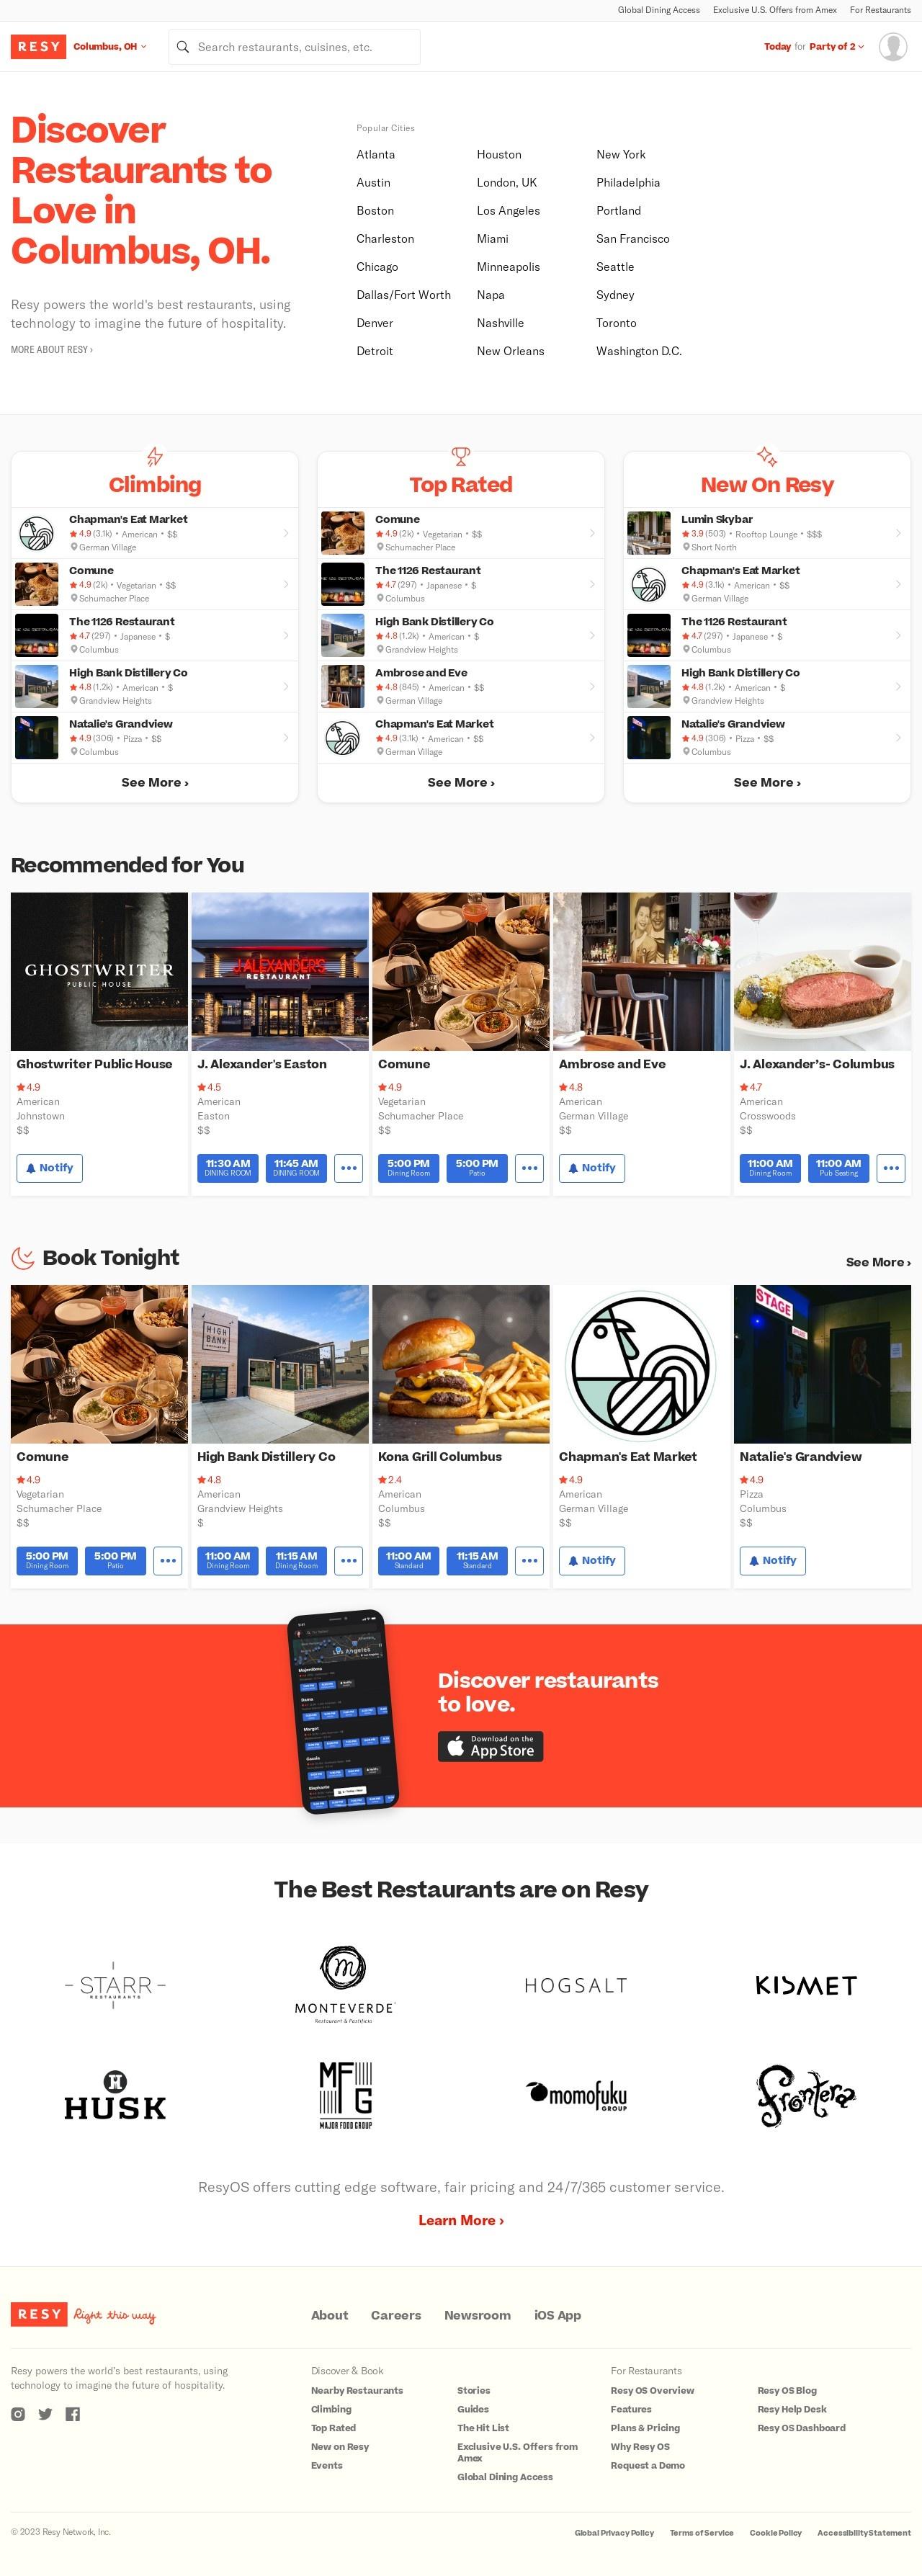 Global Dining Access Exclusive U.S. Offers from Amex For Restaurants
RESY Columbus, OH Search restaurants, cuisines, etc. Today for Party of 2
Discover
Restaurants to
Love in
Columbus, OH.
Resy powers the world's best restaurants, using
technology to imagine the future of hospitality.
MORE ABOUT RESY ›
Popular Cities
Atlanta Houston New York
Austin London, UK Philadelphia
Boston Los Angeles Portland
Charleston Miami San Francisco
Chicago Minneapolis Seattle
Dallas/Fort Worth Napa Sydney
Denver Nashville Toronto
Detroit New Orleans Washington D.C.
Climbing
Chapman's Eat Market
4.9 (3.1k) • American • $$
German Village
Comune
4.9 (2k) • Vegetarian • $$
Schumacher Place
The 1126 Restaurant
4.7 (297) • Japanese • $
Columbus
High Bank Distillery Co
4.8 (1.2k) • American • $
Grandview Heights
Natalie's Grandview
4.9 (306) • Pizza • $$
Columbus
See More ›
Top Rated
Comune
4.9 (2k) • Vegetarian • $$
Schumacher Place
The 1126 Restaurant
4.7 (297) • Japanese • $
Columbus
High Bank Distillery Co
4.8 (1.2k) • American • $
Grandview Heights
Ambrose and Eve
4.8 (845) • American • $$
German Village
Chapman's Eat Market
4.9 (3.1k) • American • $$
German Village
See More ›
New On Resy
Lumin Skybar
3.9 (503) • Rooftop Lounge • $$$
Short North
Chapman's Eat Market
4.9 (3.1k) • American • $$
German Village
The 1126 Restaurant
4.7 (297) • Japanese • $
Columbus
High Bank Distillery Co
4.8 (1.2k) • American • $
Grandview Heights
Natalie's Grandview
4.9 (306) • Pizza • $$
Columbus
See More ›
Recommended for You
GHOSTWRITER
PUBLIC HOUSE
Ghostwriter Public House
4.9
American
Johnstown
$$
Notify
J. ALEXANDER'S
RESTAURANT
J. Alexander's Easton
4.5
American
Easton
$$
11:30 AM 11:45 AM
DINING ROOM DINING ROOM
Comune
4.9
Vegetarian
Schumacher Place
$$
5:00 PM 5:00 PM
Dining Room Patio
Ambrose and Eve
4.8
American
German Village
$$
Notify
J. Alexander’s- Columbus
4.7
American
Crosswoods
$$
11:00 AM 11:00 AM
Dining Room Pub Seating
Book Tonight
See More ›
Comune
4.9
Vegetarian
Schumacher Place
$$
5:00 PM 5:00 PM
Dining Room Patio
HIGH
BANK
High Bank Distillery Co
4.8
American
Grandview Heights
$
11:00 AM 11:15 AM
Dining Room Dining Room
Kona Grill Columbus
2.4
American
Columbus
$$
11:00 AM 11:15 AM
Standard Standard
Chapman's Eat Market
4.9
American
German Village
$$
Notify
STAGE
Natalie's Grandview
4.9
Pizza
Columbus
$$
Notify
Los Angeles
Discover restaurants
to love.
Download on the
App Store
The Best Restaurants are on Resy
STARR
RESTAURANTS
m
MONTEVERDE
Restaurant & Pastificio
HOGSALT
KISMET
H
HUSK
MFG
MAJOR FOOD GROUP
momofuku
GROUP
Frontera
ResyOS offers cutting edge software, fair pricing and 24/7/365 customer service.
Learn More ›
RESY Right this way
About Careers Newsroom iOS App
Resy powers the world's best restaurants, using
technology to imagine the future of hospitality.
Discover & Book
Nearby Restaurants
Climbing
Top Rated
New on Resy
Events
Stories
Guides
The Hit List
Exclusive U.S. Offers from
Amex
Global Dining Access
For Restaurants
Resy OS Overview
Features
Plans & Pricing
Why Resy OS
Request a Demo
Resy OS Blog
Resy Help Desk
Resy OS Dashboard
© 2023 Resy Network, Inc.
Global Privacy Policy Terms of Service Cookie Policy Accessibility Statement